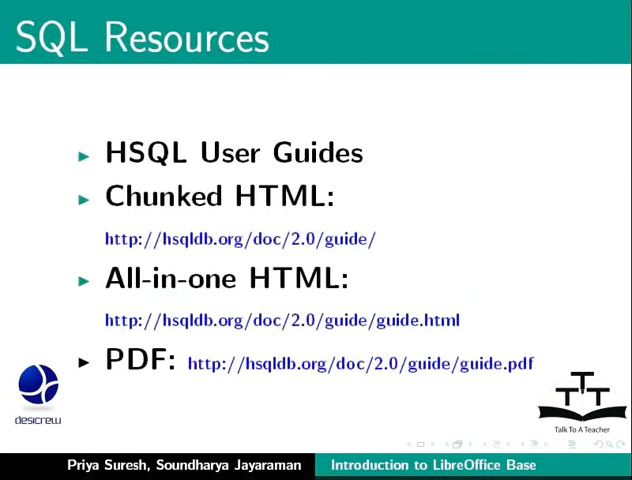 SQL Resources
HSQL User Guides
Chunked HTML:
http://hsqldb.org/doc/2.0/guide/
All-in-one HTML:
http://hsqldb.org/doc/2.0/guide/guide.html
PDF: http://hsqldb.org/doc/2.0/guide/guide.pdf
desicrew
T T T
Talk To A Teacher
Priya Suresh, Soundharya Jayaraman Introduction to LibreOffice Base